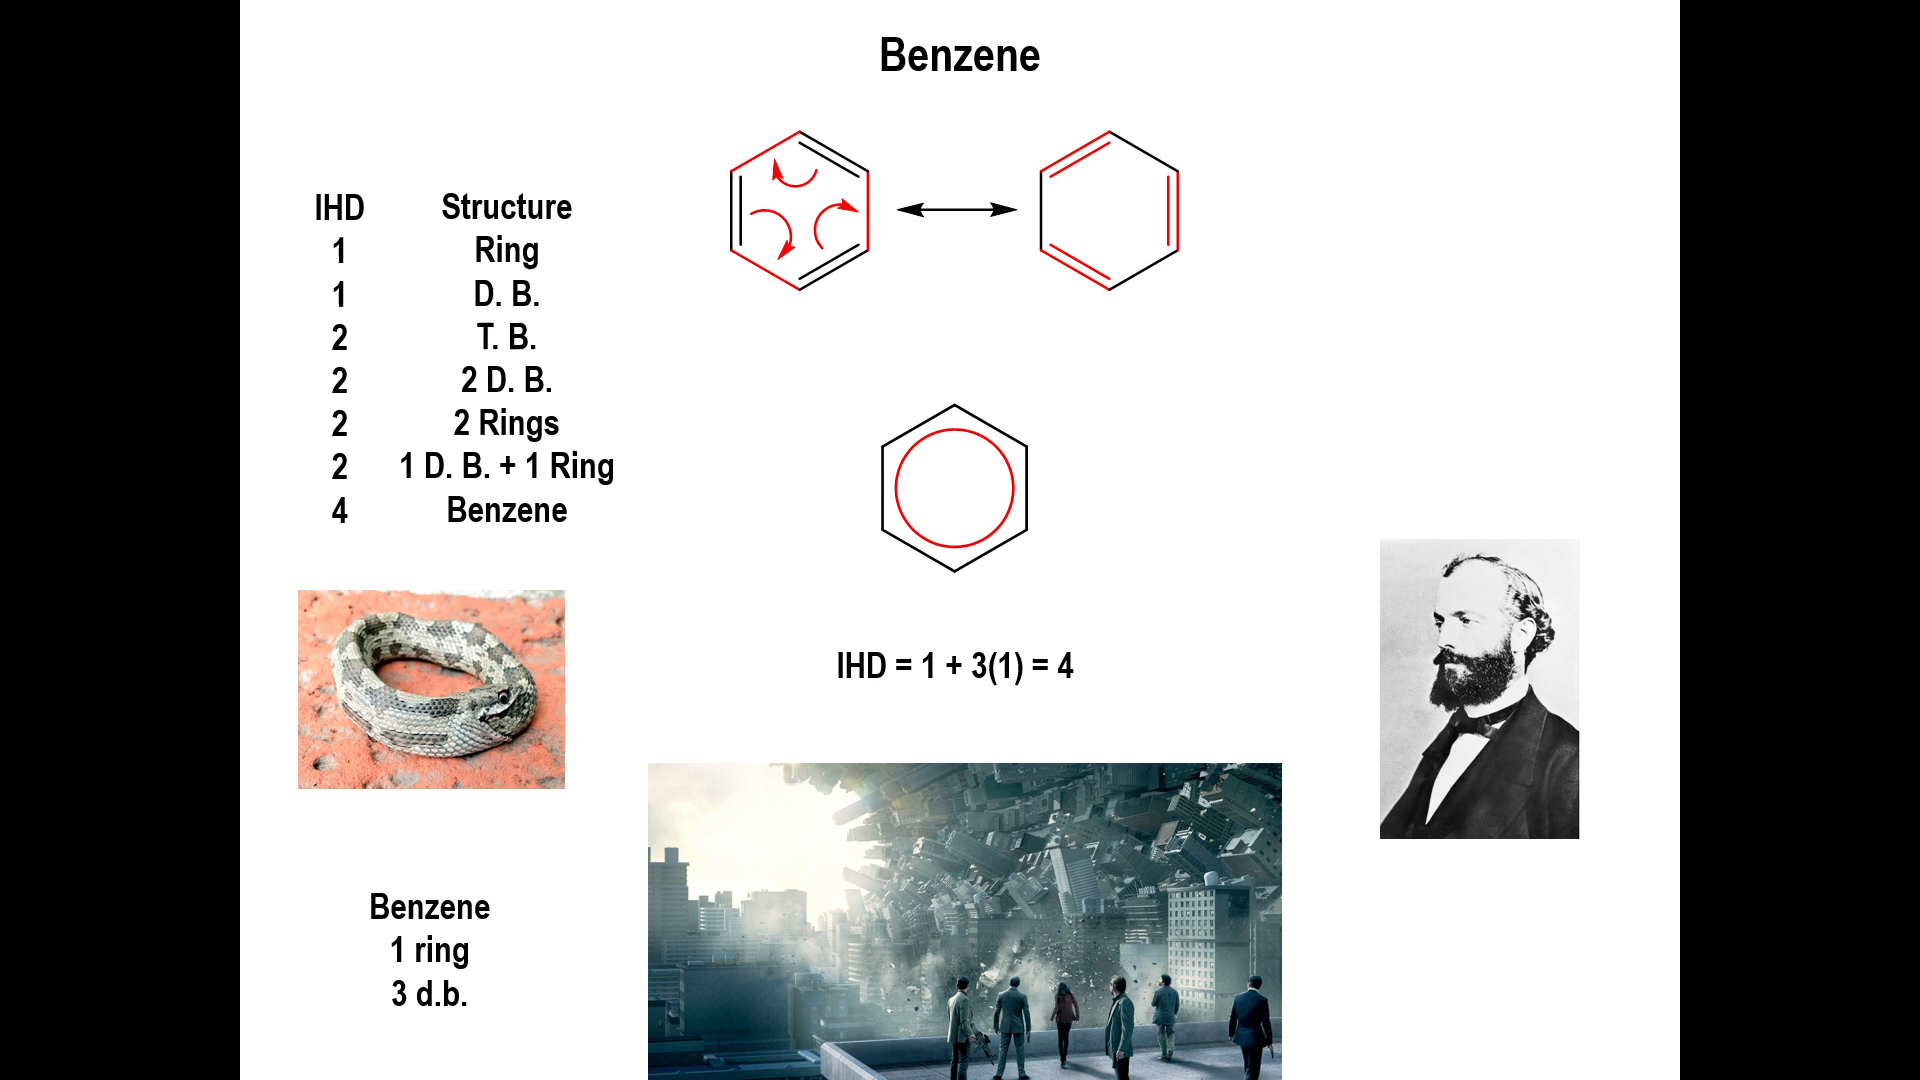 Benzene
IHD Structure
1 Ring
1 D. B.
2 T. B.
2 2 D. B.
2 2 Rings
2 1 D. B. + 1 Ring
4 Benzene
IHD = 1 + 3(1) = 4
Benzene
1 ring
3 d.b.